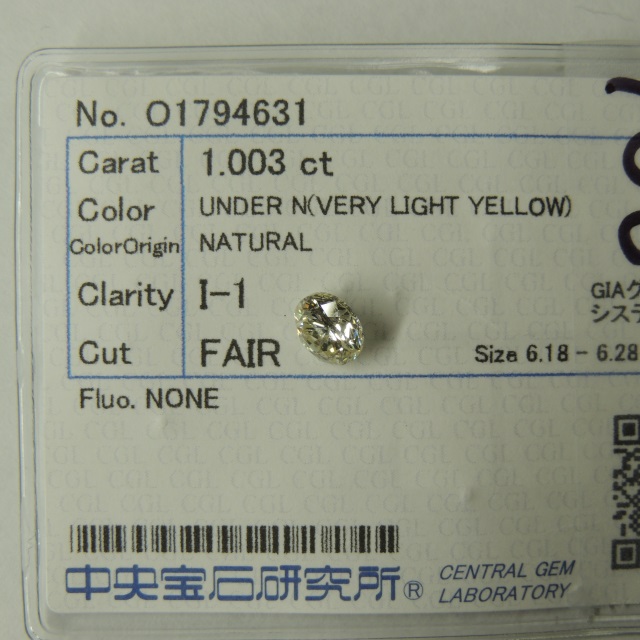 No. O1794631
Carat 1.003 ct
Color UNDER N(VERY LIGHT YELLOW)
ColorOrigin NATURAL
Clarity I-1
GIAク
システ
Cut FAIR Size 6.18 - 6.28
Fluo. NONE
中央宝石研究所® CENTRAL GEM
LABORATORY